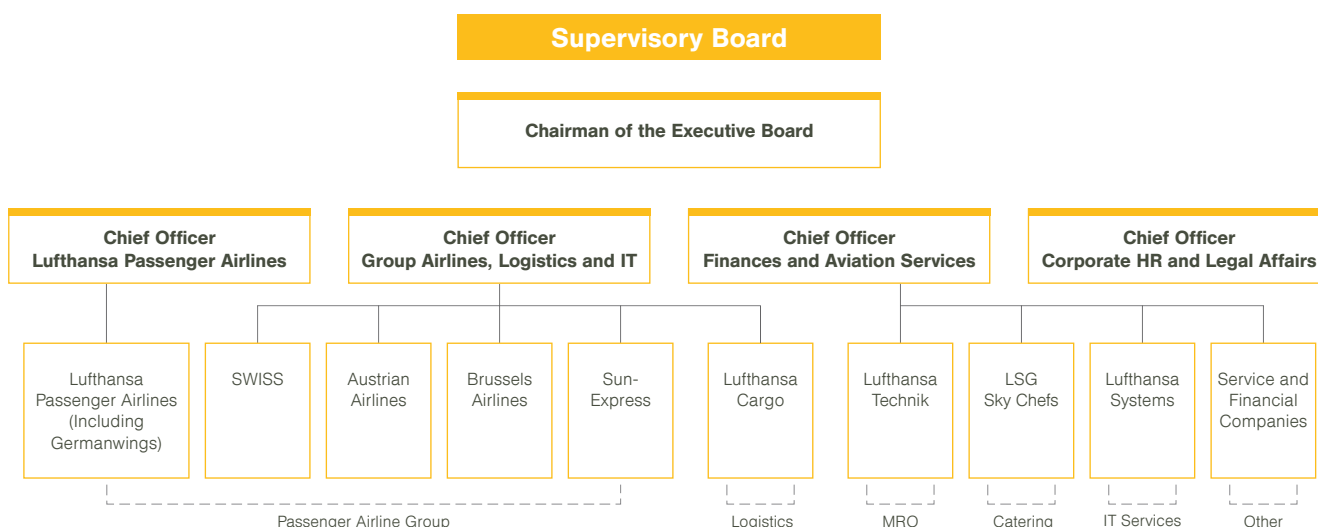 Supervisory Board
Chairman of the Executive Board
Chief Officer
Lufthansa Passenger Airlines
Chief Officer
Group Airlines, Logistics and IT
Chief Officer
Finances and Aviation Services
Chief Officer
Corporate HR and Legal Affairs
Lufthansa
Passenger Airlines
(Including
Germanwings)
SWISS
Austrian
Airlines
Brussels
Airlines
Sun-
Express
Lufthansa
Cargo
Lufthansa
Technik
LSG
Sky Chefs
Lufthansa
Systems
Service and
Financial
Companies
Passenger Airline Group
Logistics
MRO
Catering
IT Services
Other